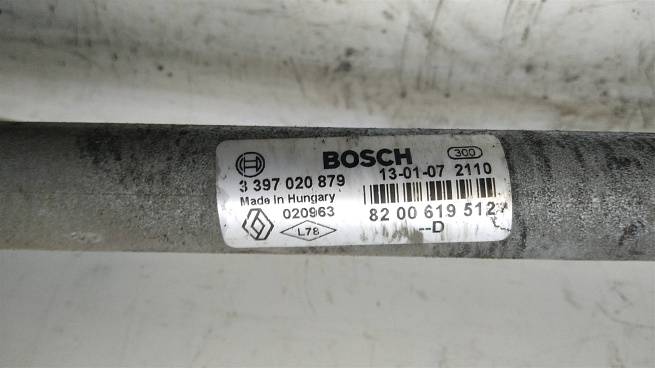 BOSCH 300
3 397 020 879 13-01-07 2110
Made in Hungary
020963 82 00 619 512
L78 --D